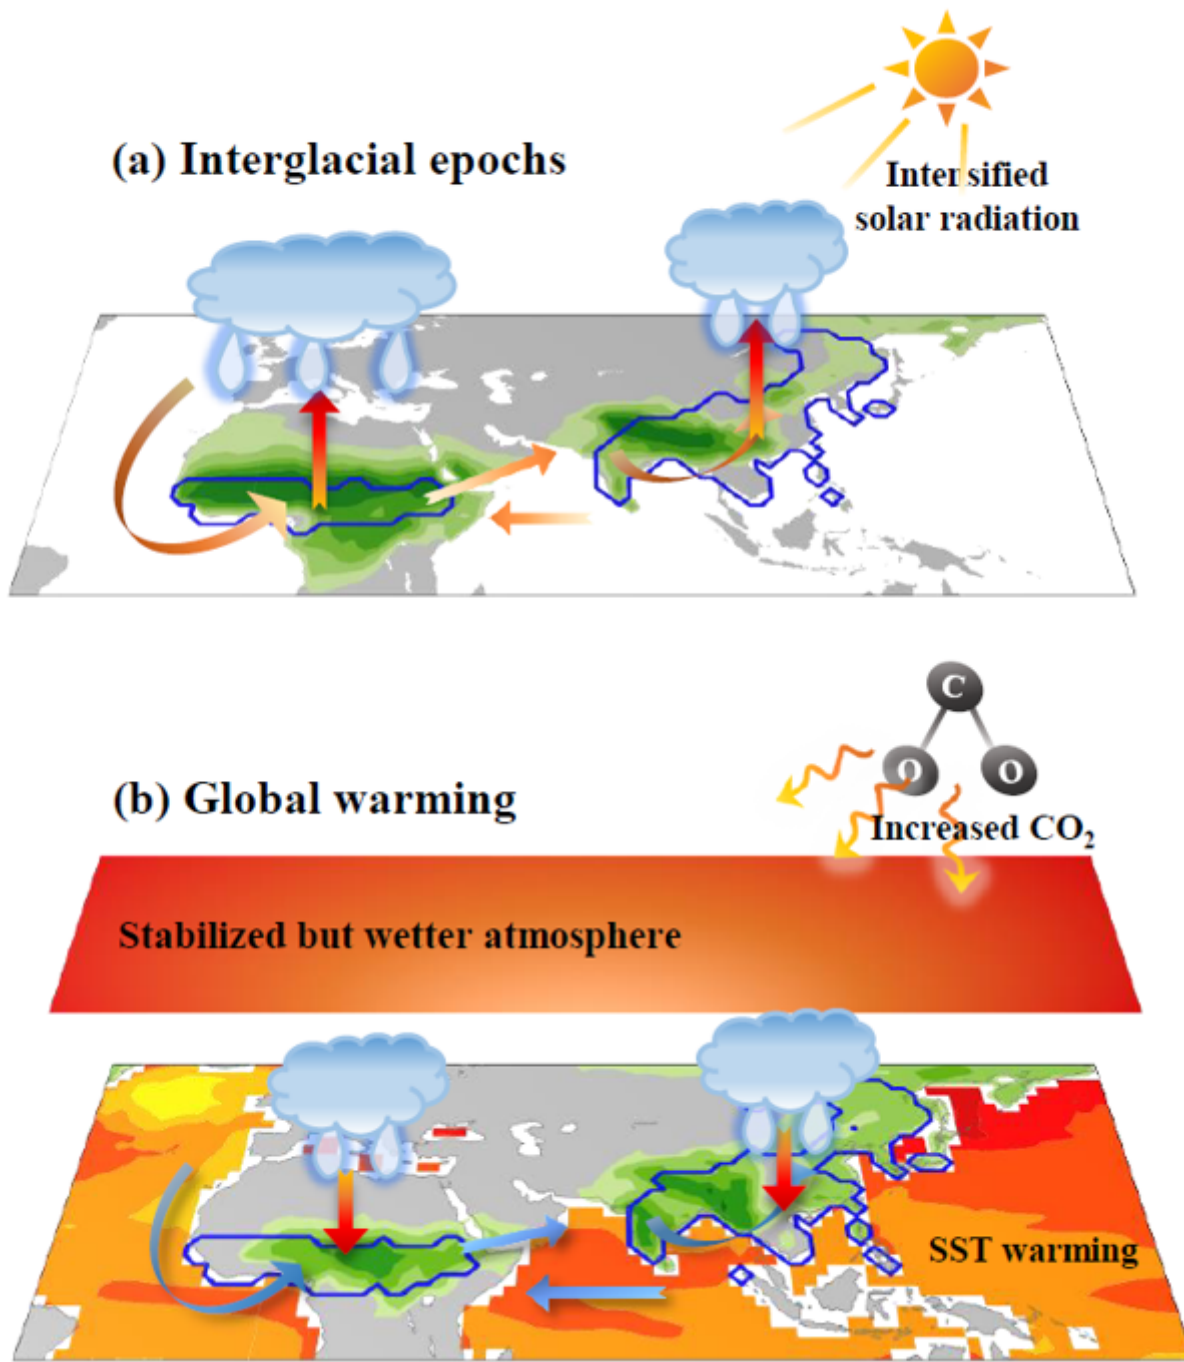 (a) Interglacial epochs
Intensified
solar radiation
C
O O
(b) Global warming
Increased CO₂
Stabilized but wetter atmosphere
SST warming